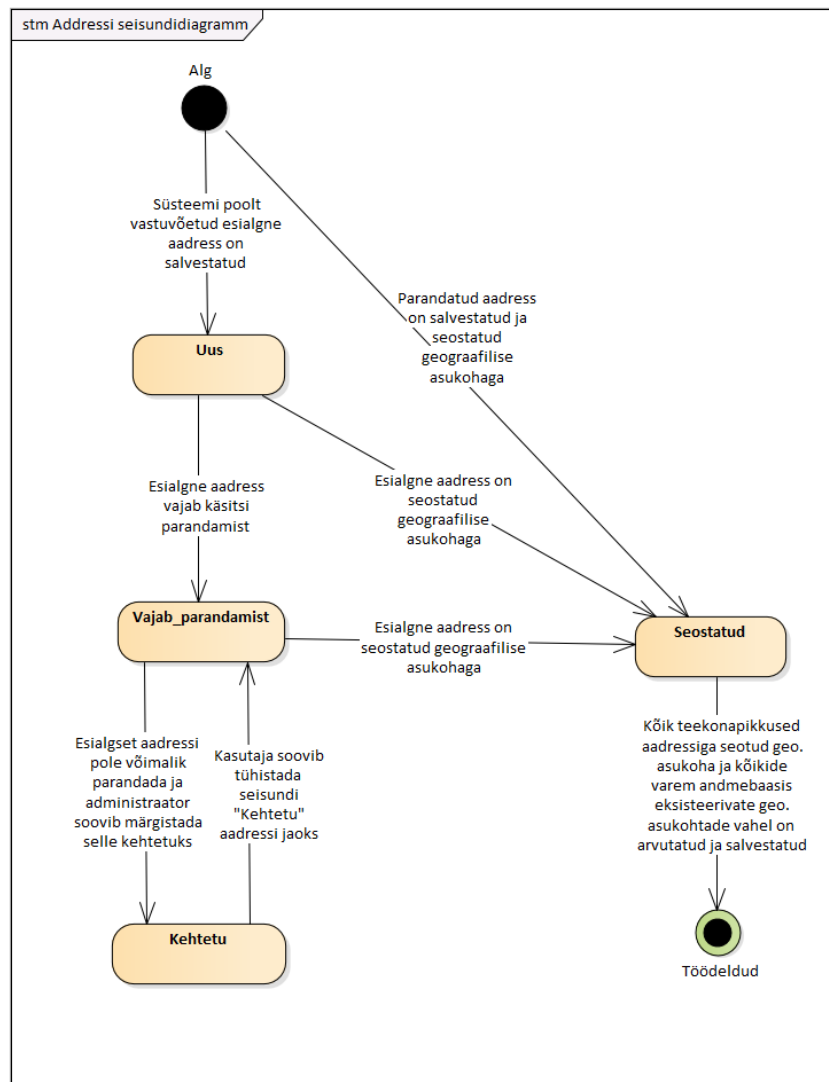 stm Addressi seisundidiagramm
Alg
Süsteemi poolt
vastuvõetud esialgne
aadress on
salvestatud
Parandatud aadress
on salvestatud ja
seostatud
geograafilise
asukohaga
Uus
Esialgne aadress
vajab käsitsi
parandamist
Esialgne aadress on
seostatud
geograafilise
asukohaga
Vajab_parandamist
Esialgne aadress on
seostatud geograafilise
asukohaga
Seostatud
Esialgset aadressi
pole võimalik
parandada ja
administraator
soovib märgistada
selle kehtetuks
Kasutaja soovib
tühistada
seisundi
"Kehtetu"
aadressi jaoks
Kõik teekonapikkused
aadressiga seotud geo.
asukoha ja kõikide
varem andmebaasis
eksisteerivate geo.
asukohtade vahel on
arvutatud ja salvestatud
Kehtetu
Töödeldud